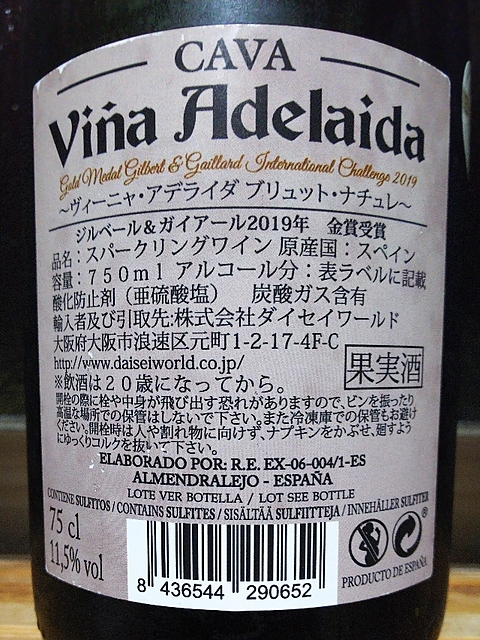 CAVA
Viña Adelaida
Gold Medal Gilbert & Gaillard International Challenge 2019
~ヴィーニャ・アデライダ ブリュット・ナチュレ~
ジルベール&ガイアール2019年 金賞受賞
品名：スパークリングワイン 原産国：スペイン
容量：７５０ｍｌ アルコール分：表ラベルに記載
酸化防止剤（亜硫酸塩） 炭酸ガス含有
輸入者及び引取先:株式会社ダイセイワールド
大阪府大阪市浪速区元町1-2-17-4F-C
http://www.daiseiworld.co.jp/
果実酒
※飲酒は２０歳になってから。
開栓の際に栓や中身が飛び出す恐れがありますので、ビンを振ったり
高温な場所での保管はしないで下さい。また冷凍庫での保管もお避け
ください。開栓時は人や割れ物に向けず、ナプキンをかぶせ、廻すよう
にゆっくりコルクを抜いて下さい。
ELABORADO POR: R.E. EX-06-004/1-ES
ALMENDRALEJO - ESPAÑA
LOTE VER BOTELLA / LOT SEE BOTTLE
CONTIENE SULFITOS / CONTAINS SULFITES / SISÄLTÄÄ SULFIITTEJA / INNEHÅLLER SULFITER
75 cl
11,5% vol
8 436544 290652
®
PRODUCTO DE ESPAÑA